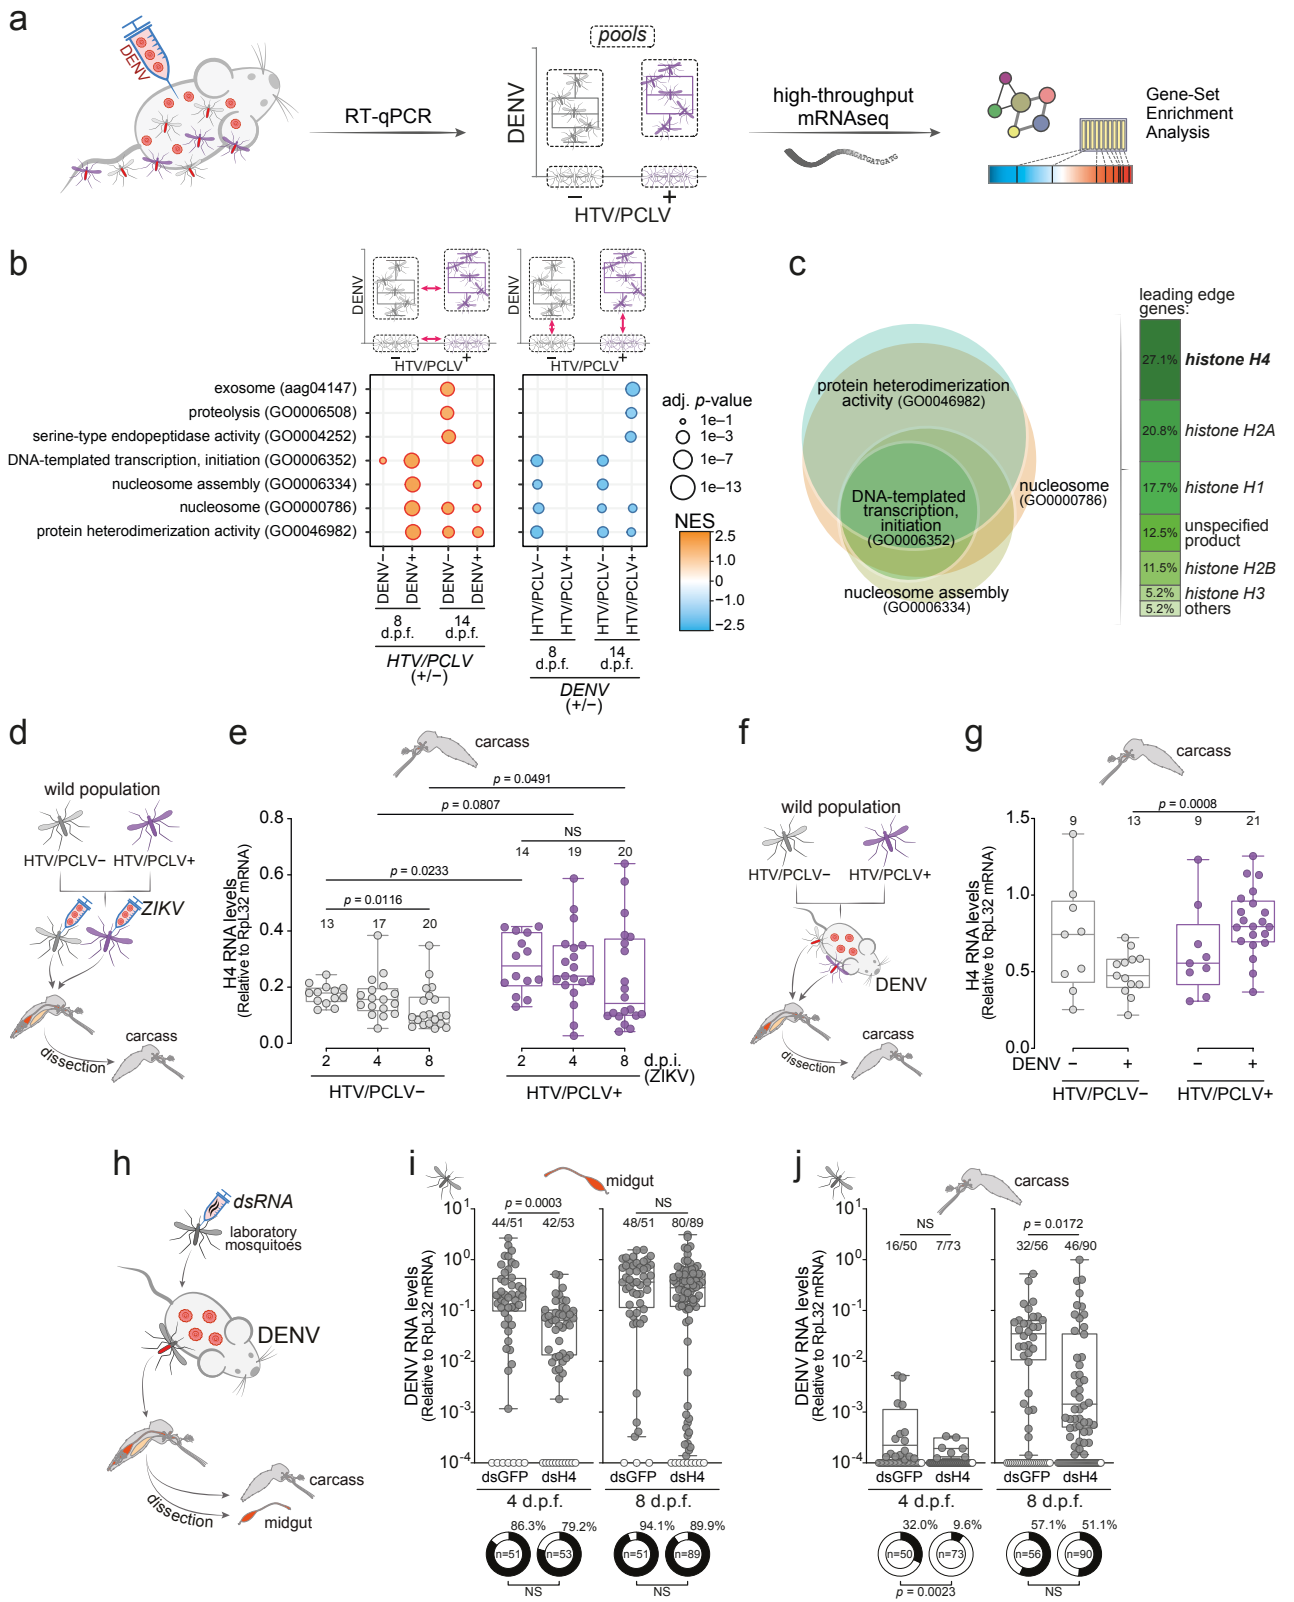 a
DENV
RT-qPCR
pools
DENV
−
+
HTV/PCLV
high-throughput
mRNAseq
GATGATGATG
Gene-Set
Enrichment
Analysis
b
DENV
−
+
HTV/PCLV
DENV
−
+
HTV/PCLV
exosome (aag04147)
proteolysis (GO0006508)
serine-type endopeptidase activity (GO0004252)
DNA-templated transcription, initiation (GO0006352)
nucleosome assembly (GO0006334)
nucleosome (GO0000786)
protein heterodimerization activity (GO0046982)
DENV−
DENV+
DENV−
DENV+
8
d.p.f.
14
d.p.f.
HTV/PCLV
(+/−)
HTV/PCLV−
HTV/PCLV+
HTV/PCLV−
HTV/PCLV+
8
d.p.f.
14
d.p.f.
DENV
(+/−)
adj. p-value
1e−1
1e−3
1e−7
1e−13
NES
2.5
1.0
0
−1.0
−2.5
c
protein heterodimerization
activity (GO0046982)
nucleosome
(GO0000786)
DNA-templated
transcription,
initiation
(GO0006352)
nucleosome assembly
(GO0006334)
leading edge
genes:
27.1% histone H4
20.8% histone H2A
17.7% histone H1
12.5% unspecified
product
11.5% histone H2B
5.2% histone H3
5.2% others
d
wild population
HTV/PCLV− HTV/PCLV+
ZIKV
dissection
carcass
e
carcass
H4 RNA levels
(Relative to RpL32 mRNA)
0.8
0.6
0.4
0.2
0.0
p = 0.0491
p = 0.0807
NS
14 19 20
p = 0.0233
p = 0.0116
13 17 20
2 4 8 2 4 8 d.p.i.
(ZIKV)
HTV/PCLV− HTV/PCLV+
f
wild population
HTV/PCLV− HTV/PCLV+
DENV
dissection
carcass
g
carcass
H4 RNA levels
(Relative to RpL32 mRNA)
1.5
1.0
0.5
0.0
p = 0.0008
9 13 9 21
DENV − + − +
HTV/PCLV− HTV/PCLV+
h
dsRNA
laboratory
mosquitoes
DENV
dissection
carcass
midgut
i
midgut
DENV RNA levels
(Relative to RpL32 mRNA)
10^1
10^0
10^-1
10^-2
10^-3
10^-4
p = 0.0003
44/51 42/53
NS
48/51 80/89
dsGFP dsH4 dsGFP dsH4
4 d.p.f. 8 d.p.f.
86.3% 79.2% 94.1% 89.9%
n=51 n=53 n=51 n=89
NS NS
j
carcass
DENV RNA levels
(Relative to RpL32 mRNA)
10^1
10^0
10^-1
10^-2
10^-3
10^-4
NS
16/50 7/73
p = 0.0172
32/56 46/90
dsGFP dsH4 dsGFP dsH4
4 d.p.f. 8 d.p.f.
32.0% 9.6% 57.1% 51.1%
n=50 n=73 n=56 n=90
p = 0.0023 NS